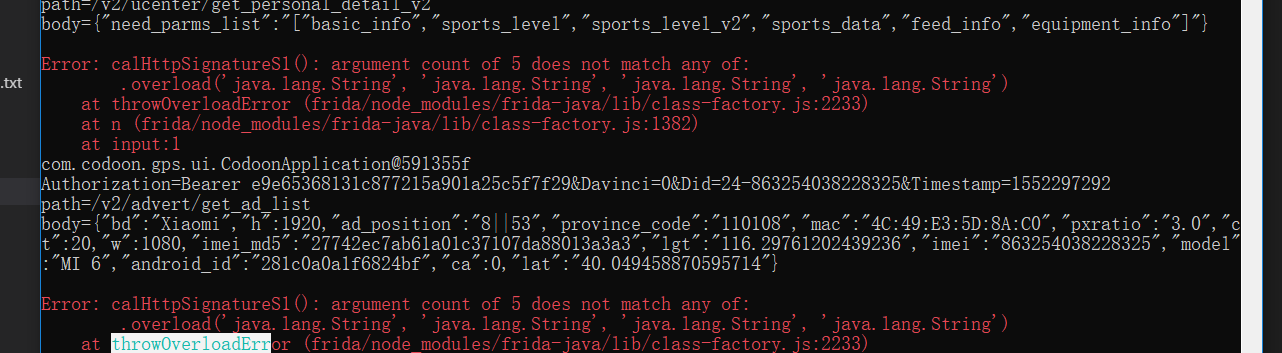 path=/v2/ucenter/get_personal_detail_v2
body={"need_parms_list":"["basic_info","sports_level","sports_level_v2","sports_data","feed_info","equipment_info"]"}
Error: calHttpSignatureS1(): argument count of 5 does not match any of:
.overload('java.lang.String', 'java.lang.String', 'java.lang.String', 'java.lang.String')
.txt
at throwOverloadError (frida/node_modules/frida-java/lib/class-factory.js:2233)
at n (frida/node_modules/frida-java/lib/class-factory.js:1382)
at input:1
com.codoon.gps.ui.CodoonApplication@591355f
Authorization=Bearer e9e65368131c877215a901a25c5f7f29&Davinci=0&Did=24-863254038228325&Timestamp=1552297292
path=/v2/advert/get_ad_list
body={"bd":"Xiaomi","h":1920,"ad_position":"8||53","province_code":"110108","mac":"4C:49:E3:5D:8A:C0","pxratio":"3.0","c
t":20,"w":1080,"imei_md5":"27742ec7ab61a01c37107da88013a3a3","lgt":"116.29761202439236","imei":"863254038228325","model"
:"MI 6","android_id":"281c0a0a1f6824bf","ca":0,"lat":"40.049458870595714"}
Error: calHttpSignatureS1(): argument count of 5 does not match any of:
.overload('java.lang.String', 'java.lang.String', 'java.lang.String', 'java.lang.String')
at throwOverloadError (frida/node_modules/frida-java/lib/class-factory.js:2233)